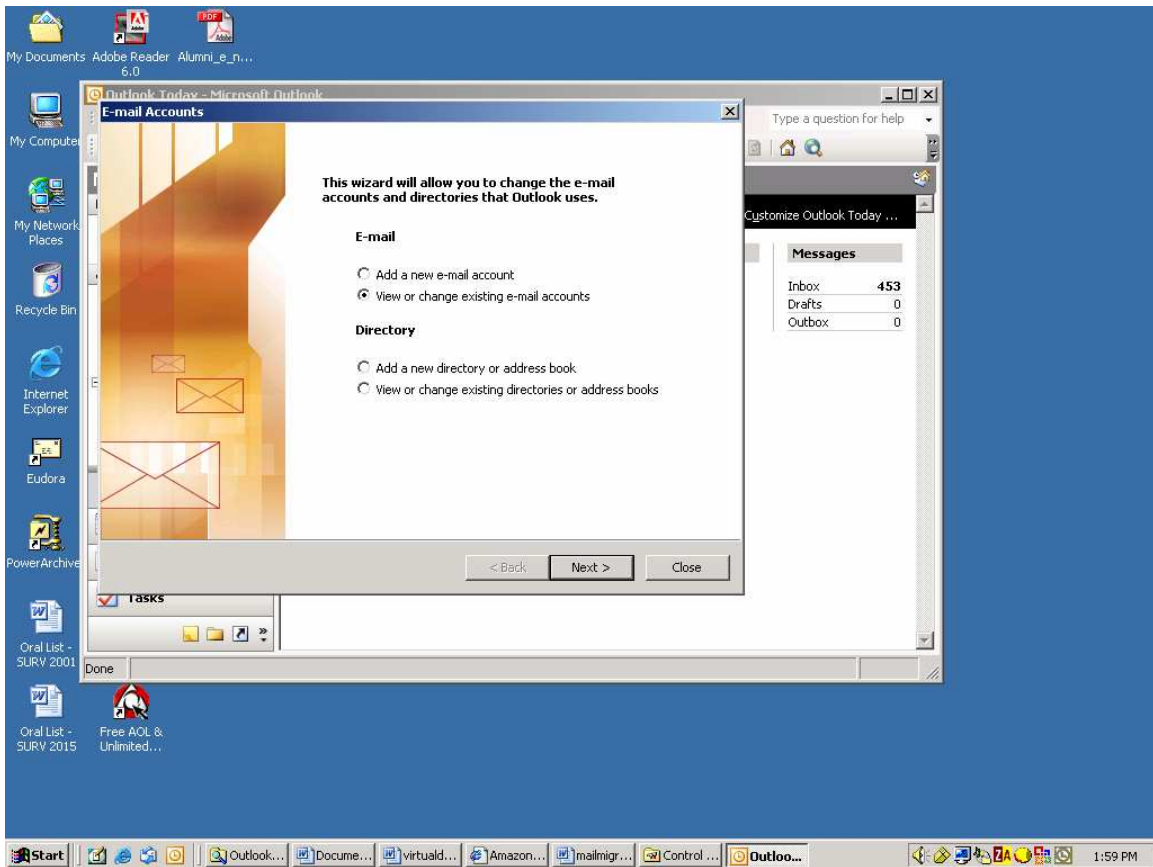 My Documents
Adobe Reader
6.0
PDF
Adobe
Alumni_e_n...
My Computer
My Network
Places
Recycle Bin
Internet
Explorer
Eudora
PowerArchive
Oral List -
SURV 2001
Oral List -
SURV 2015
Free AOL &
Unlimited...
Outlook Today - Microsoft Outlook
Type a question for help
Customize Outlook Today ...
Messages
Inbox 453
Drafts 0
Outbox 0
E-mail Accounts
This wizard will allow you to change the e-mail
accounts and directories that Outlook uses.
E-mail
Add a new e-mail account
View or change existing e-mail accounts
Directory
Add a new directory or address book
View or change existing directories or address books
< Back
Next >
Close
Tasks
Done
Start
Outlook...
Docume...
virtuald...
Amazon...
mailmigr...
Control ...
Outloo...
ZA
1:59 PM